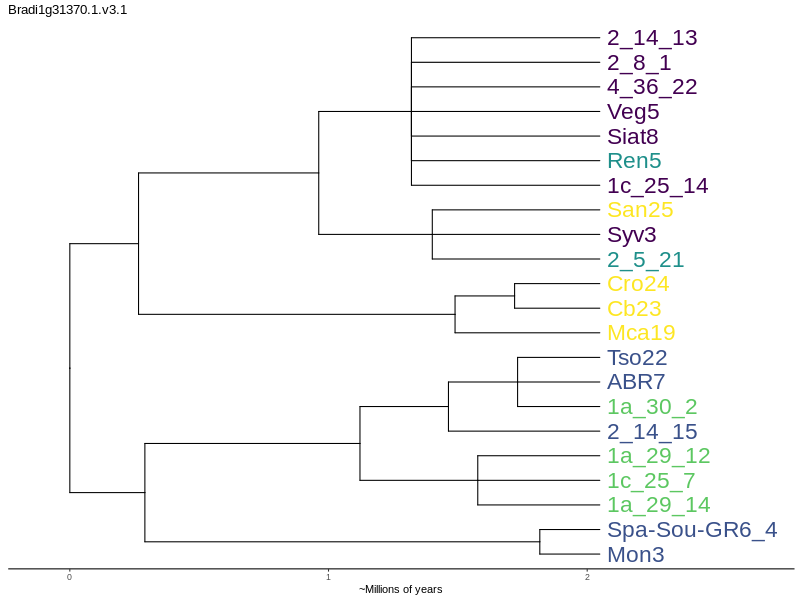 Bradi1g31370.1.v3.1
2_14_13
2_8_1
4_36_22
Veg5
Siat8
Ren5
1c_25_14
San25
Syv3
2_5_21
Cro24
Cb23
Mca19
Tso22
ABR7
1a_30_2
2_14_15
1a_29_12
1c_25_7
1a_29_14
Spa-Sou-GR6_4
Mon3
0 1 2
~Millions of years